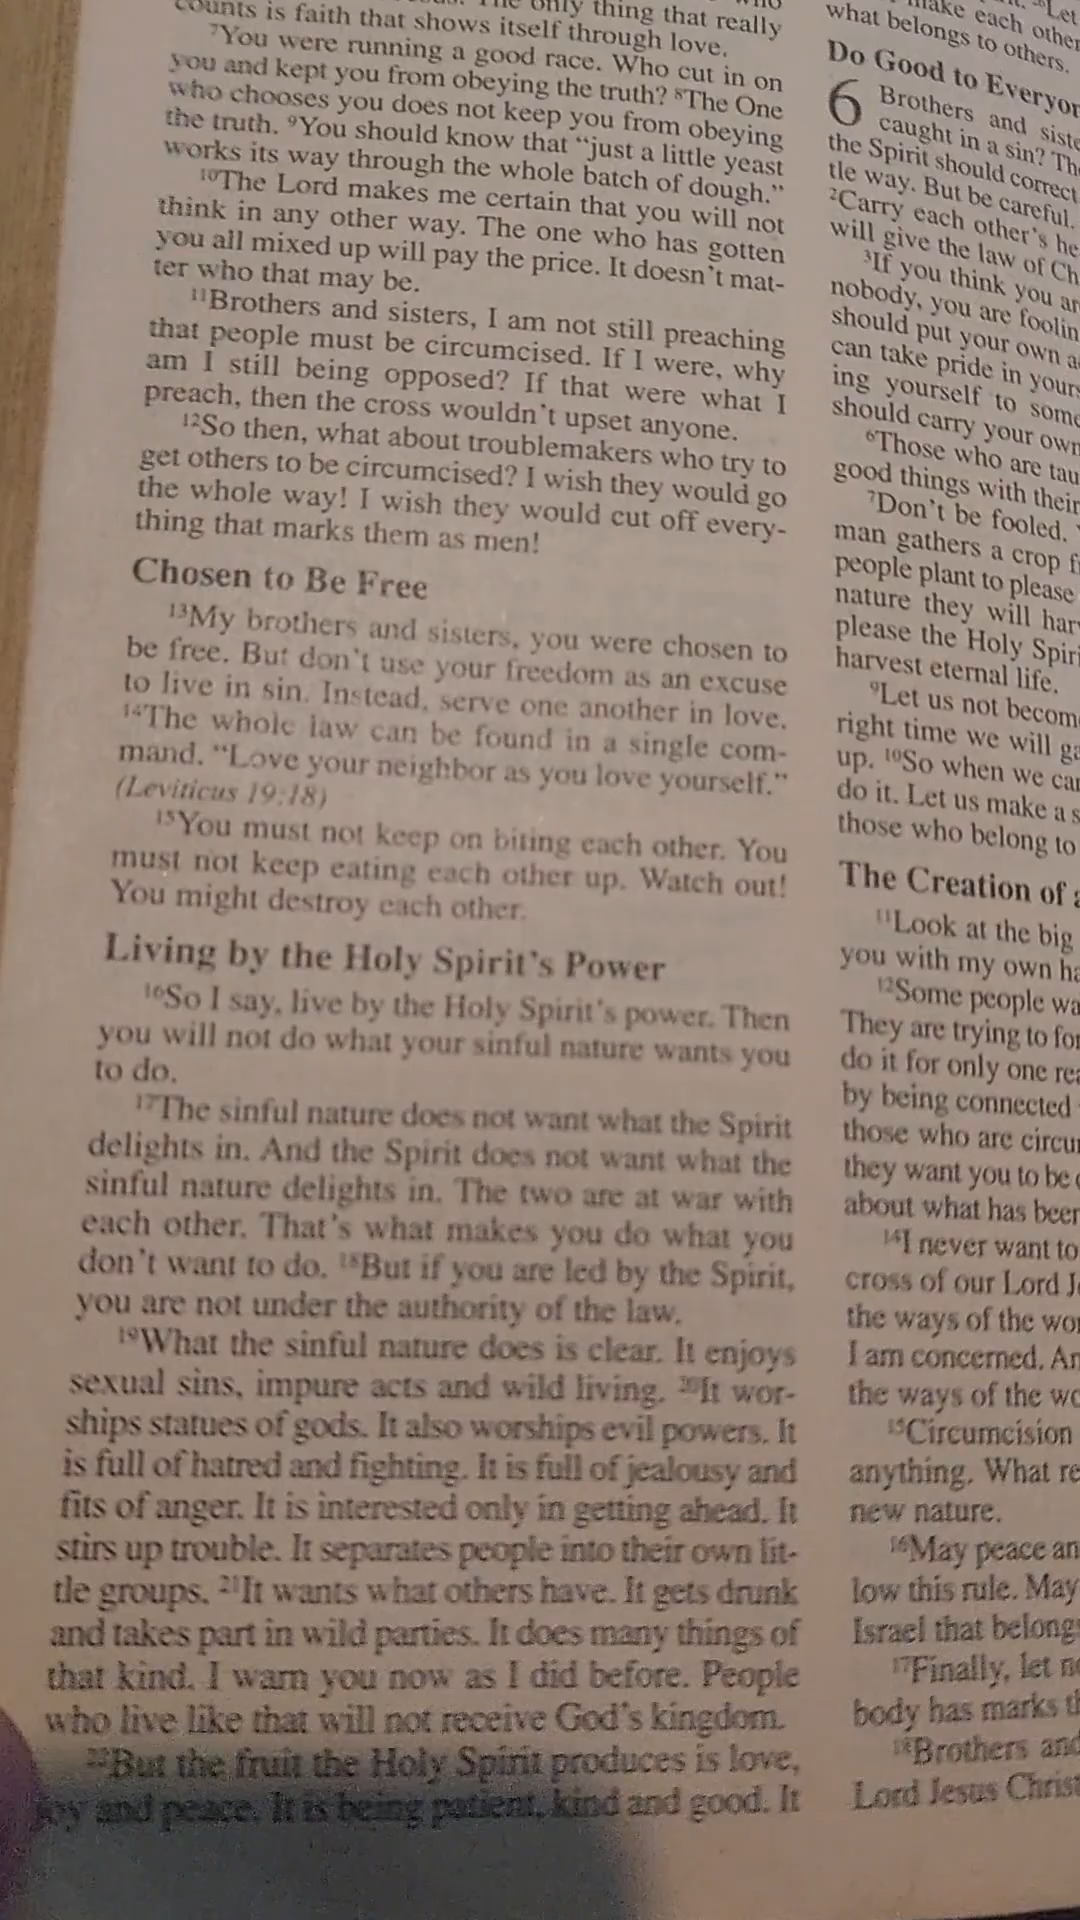 counts is faith that shows itself through love.
⁷You were running a good race. Who cut in on
you and kept you from obeying the truth? ⁸The One
who chooses you does not keep you from obeying
the truth. ⁹You should know that “just a little yeast
works its way through the whole batch of dough.”
¹⁰The Lord makes me certain that you will not
think in any other way. The one who has gotten
you all mixed up will pay the price. It doesn’t mat-
ter who that may be.
¹¹Brothers and sisters, I am not still preaching
that people must be circumcised. If I were, why
am I still being opposed? If that were what I
preach, then the cross wouldn’t upset anyone.
¹²So then, what about troublemakers who try to
get others to be circumcised? I wish they would go
the whole way! I wish they would cut off every-
thing that marks them as men!
Chosen to Be Free
¹³My brothers and sisters, you were chosen to
be free. But don’t use your freedom as an excuse
to live in sin. Instead, serve one another in love.
¹⁴The whole law can be found in a single com-
mand. “Love your neighbor as you love yourself.”
(Leviticus 19:18)
¹⁵You must not keep on biting each other. You
must not keep eating each other up. Watch out!
You might destroy each other.
Living by the Holy Spirit’s Power
¹⁶So I say, live by the Holy Spirit’s power. Then
you will not do what your sinful nature wants you
to do.
¹⁷The sinful nature does not want what the Spirit
delights in. And the Spirit does not want what the
sinful nature delights in. The two are at war with
each other. That’s what makes you do what you
don’t want to do. ¹⁸But if you are led by the Spirit,
you are not under the authority of the law.
¹⁹What the sinful nature does is clear. It enjoys
sexual sins, impure acts and wild living. ²⁰It wor-
ships statues of gods. It also worships evil powers. It
is full of hatred and fighting. It is full of jealousy and
fits of anger. It is interested only in getting ahead. It
stirs up trouble. It separates people into their own lit-
tle groups. ²¹It wants what others have. It gets drunk
and takes part in wild parties. It does many things of
that kind. I warn you now as I did before. People
who live like that will not receive God’s kingdom.
²²But the fruit the Holy Spirit produces is love,
joy and peace. It is being patient, kind and good. It
make each other
what belongs to others.
Do Good to Everyon
6 Brothers and siste
caught in a sin? Th
the Spirit should correct
tle way. But be careful.
²Carry each other’s he
will give the law of Ch
³If you think you ar
nobody, you are foolin
should put your own a
can take pride in yours
ing yourself to some
should carry your own
⁶Those who are tau
good things with their
⁷Don’t be fooled.
man gathers a crop f
people plant to please
nature they will har
please the Holy Spiri
harvest eternal life.
⁹Let us not becom
right time we will ga
up. ¹⁰So when we can
do it. Let us make a s
those who belong to
The Creation of a
¹¹Look at the big
you with my own ha
¹²Some people wa
They are trying to for
do it for only one rea
by being connected
those who are circu
they want you to be
about what has been
¹⁴I never want to
cross of our Lord Je
the ways of the wor
I am concerned. An
the ways of the wo
¹⁵Circumcision
anything. What re
new nature.
¹⁶May peace an
low this rule. May
Israel that belong
¹⁷Finally, let no
body has marks th
¹⁸Brothers and
Lord Jesus Christ